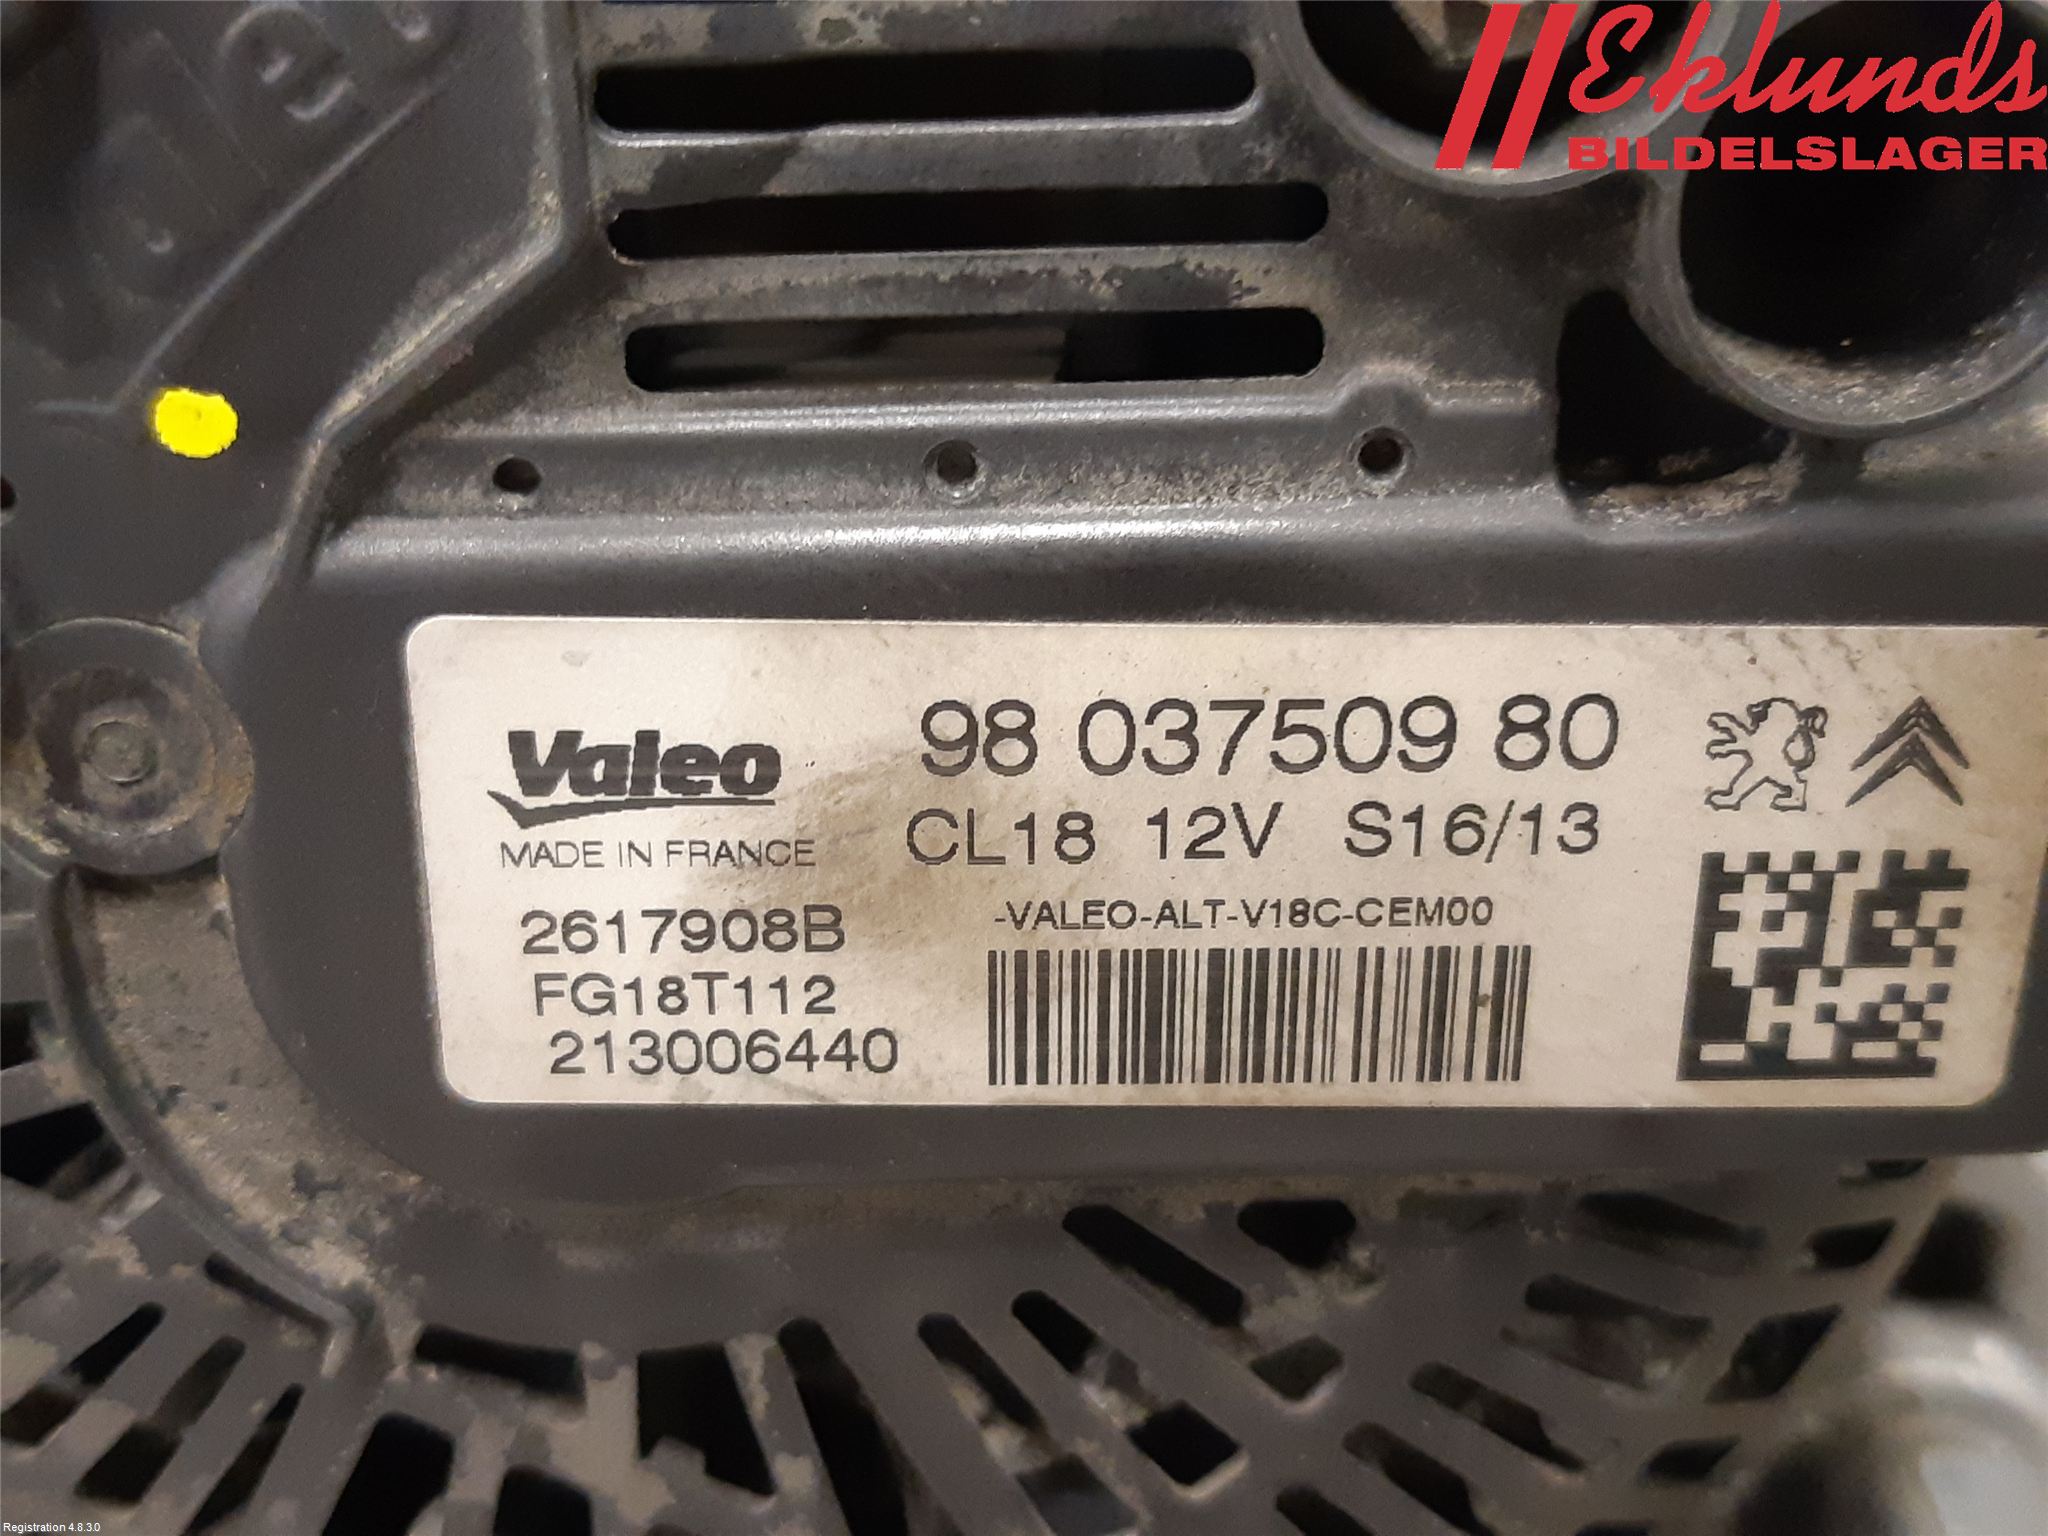 Eklunds
BILDELSLAGER
Valeo
MADE IN FRANCE
2617908B
FG18T112
213006440
98 037509 80
CL18 12V S16/13
-VALEO-ALT-V18C-CEM00
Registration 4.8.3.0